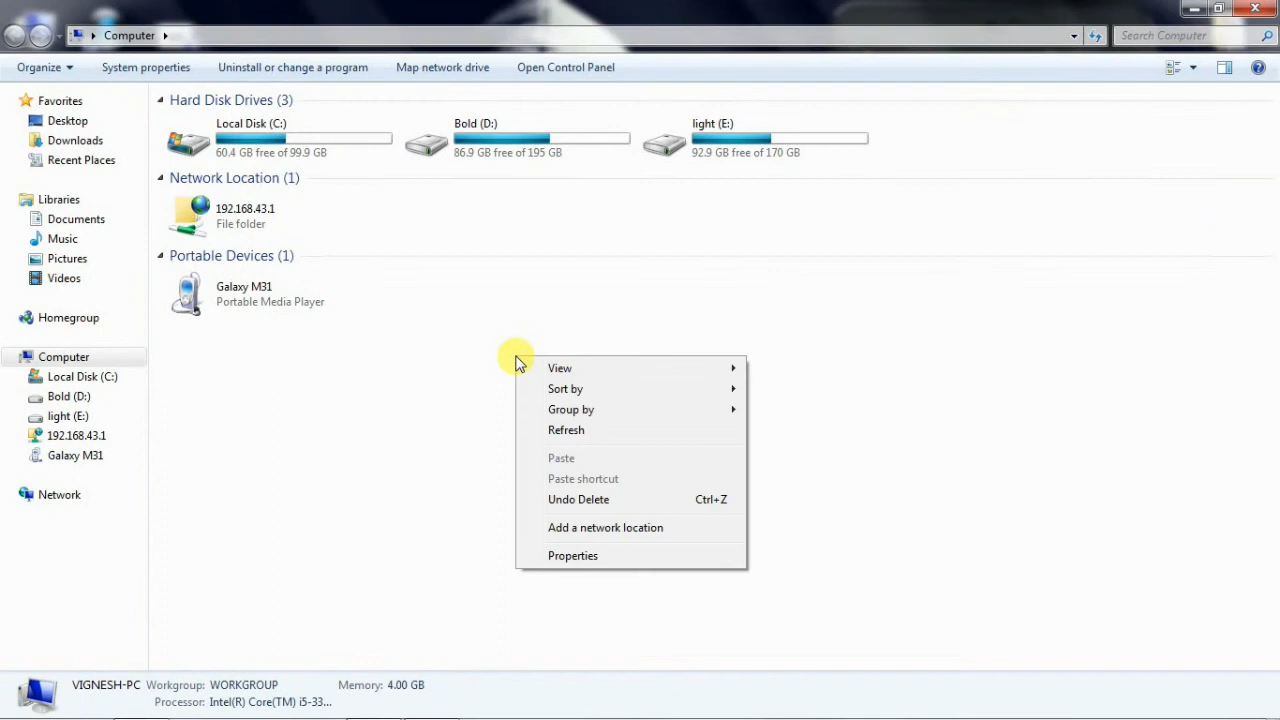 Computer
Search Computer
Organize
System properties
Uninstall or change a program
Map network drive
Open Control Panel
Favorites
Desktop
Downloads
Recent Places
Libraries
Documents
Music
Pictures
Videos
Homegroup
Computer
Local Disk (C:)
Bold (D:)
light (E:)
192.168.43.1
Galaxy M31
Network
Hard Disk Drives (3)
Local Disk (C:)
60.4 GB free of 99.9 GB
Bold (D:)
86.9 GB free of 195 GB
light (E:)
92.9 GB free of 170 GB
Network Location (1)
192.168.43.1
File folder
Portable Devices (1)
Galaxy M31
Portable Media Player
View
Sort by
Group by
Refresh
Paste
Paste shortcut
Undo Delete Ctrl+Z
Add a network location
Properties
VIGNESH-PC Workgroup: WORKGROUP Memory: 4.00 GB
Processor: Intel(R) Core(TM) i5-33...